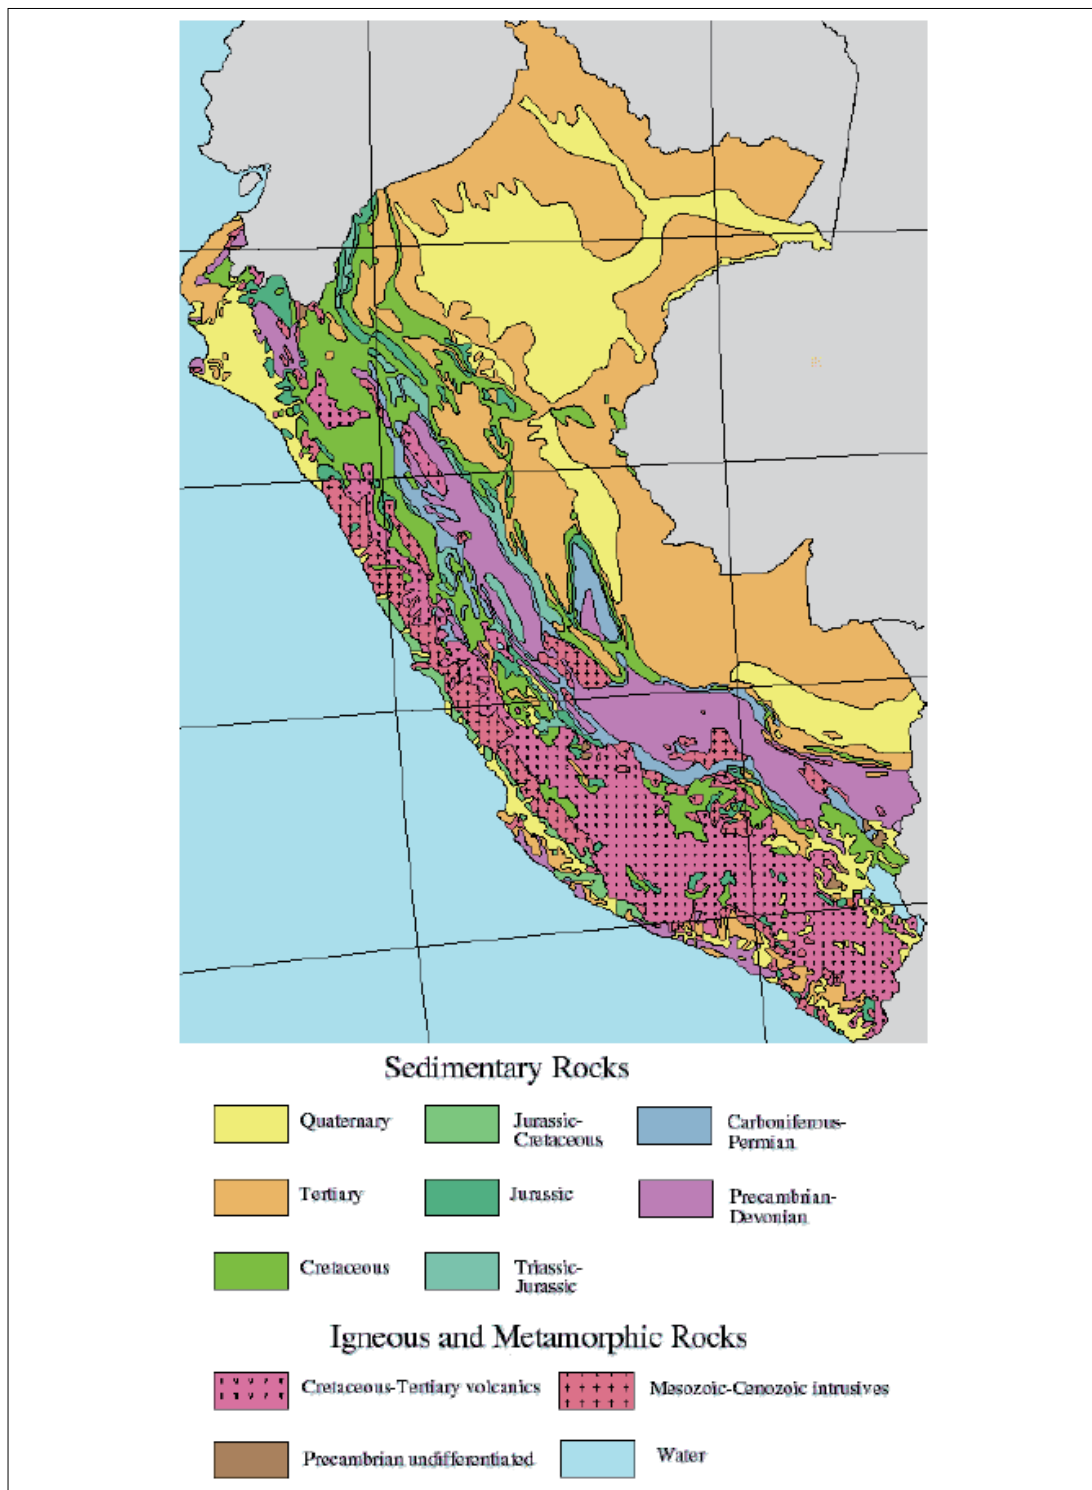 Sedimentary Rocks
Quaternary
Jurassic-
Cretaceous
Carboniferous-
Permian
Tertiary
Jurassic
Precambrian-
Devonian
Cretaceous
Triassic-
Jurassic
Igneous and Metamorphic Rocks
Cretaceous-Tertiary volcanics
Mesozoic-Cenozoic intrusives
Precambrian undifferentiated
Water